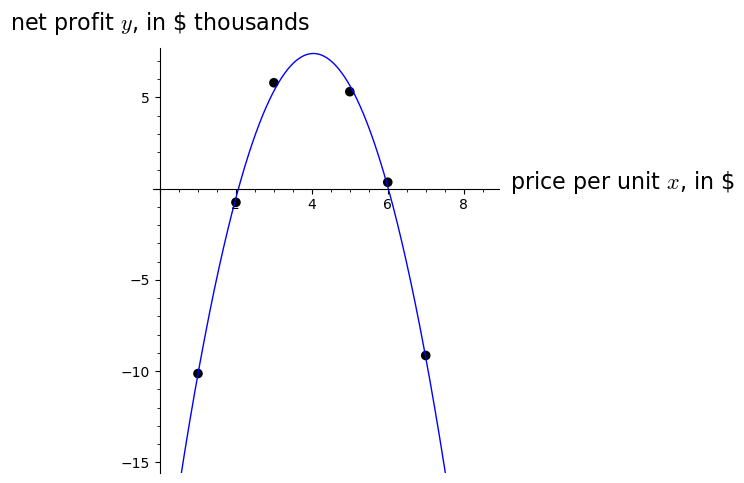 net profit y, in $ thousands
5
price per unit x, in $
2 4 6 8
−5
−10
−15